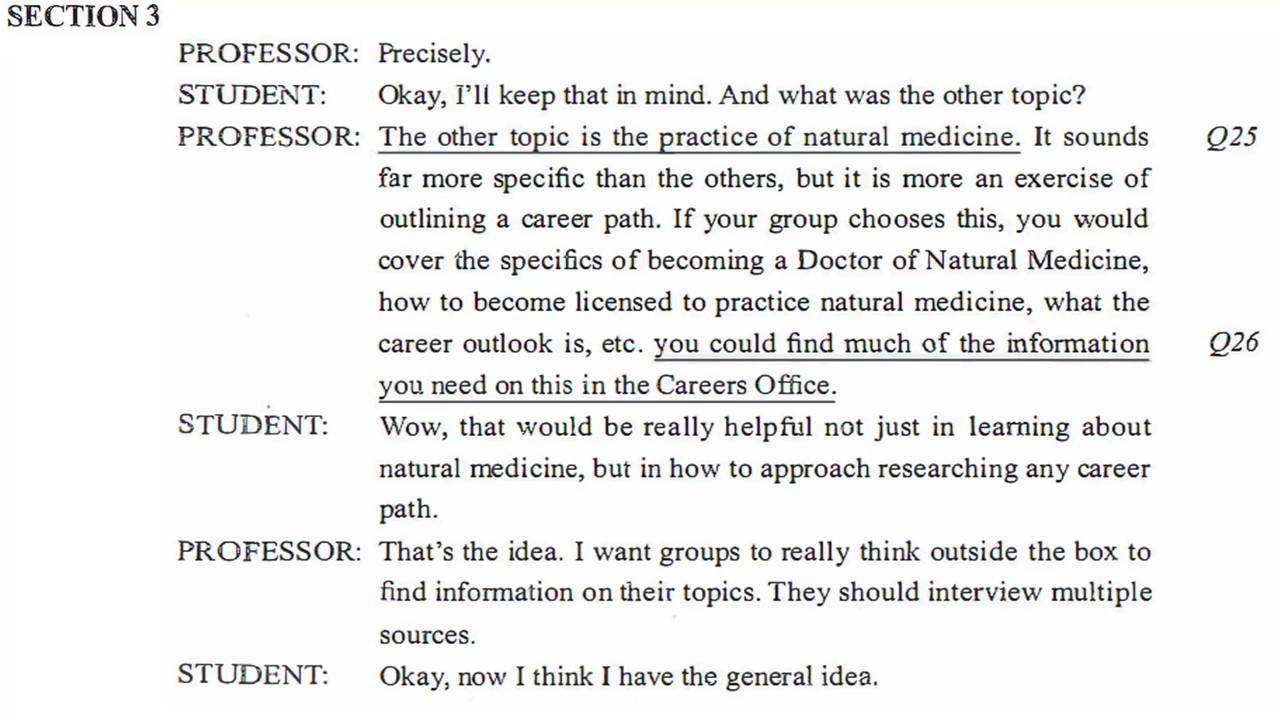 SECTION 3
PROFESSOR: Precisely.
STUDENT: Okay, I'll keep that in mind. And what was the other topic?
PROFESSOR: The other topic is the practice of natural medicine. It sounds Q25
far more specific than the others, but it is more an exercise of
outlining a career path. If your group chooses this, you would
cover the specifics of becoming a Doctor of Natural Medicine,
how to become licensed to practice natural medicine, what the
career outlook is, etc. you could find much of the information Q26
you need on this in the Careers Office.
STUDENT: Wow, that would be really helpful not just in learning about
natural medicine, but in how to approach researching any career
path.
PROFESSOR: That's the idea. I want groups to really think outside the box to
find information on their topics. They should interview multiple
sources.
STUDENT: Okay, now I think I have the general idea.